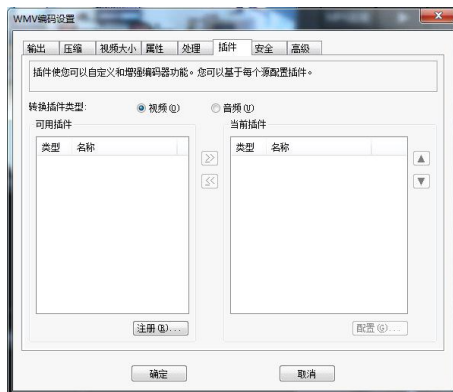 WMV编码设置
输出 压缩 视频大小 属性 处理 插件 安全 高级
插件使您可以自定义和增强编码器功能。您可以基于每个源配置插件。
转换插件类型: 视频(O) 音频(U)
可用插件 当前插件
类型 名称 类型 名称
注册(R)... 配置(G)...
确定 取消